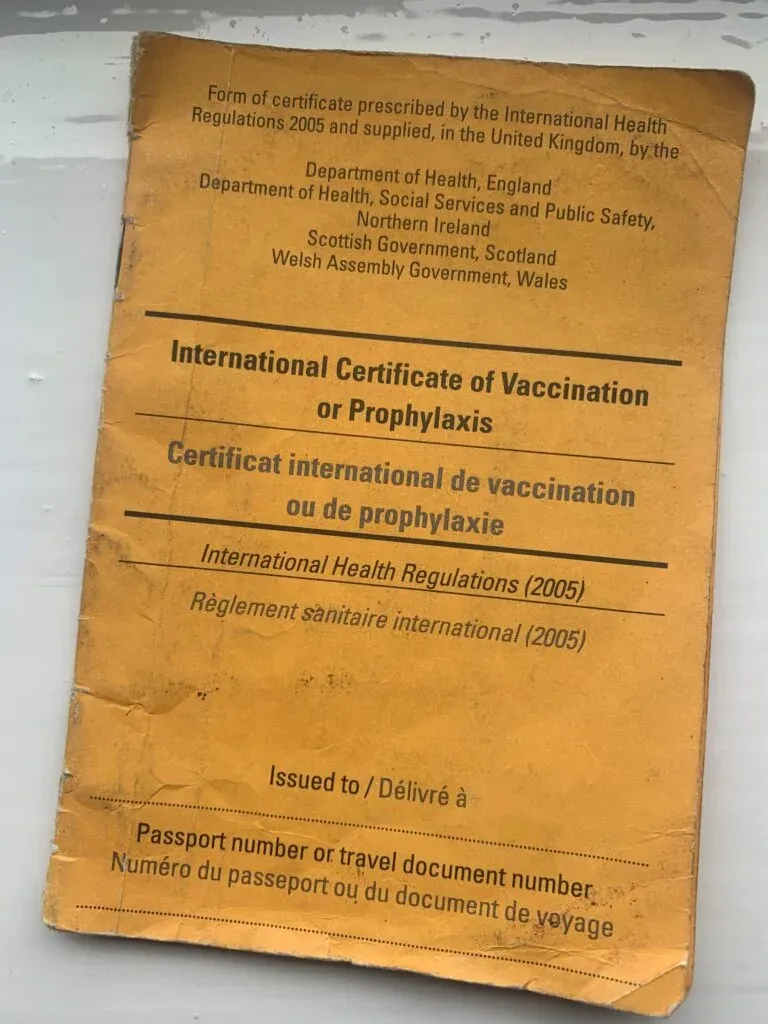 Form of certificate prescribed by the International Health
Regulations 2005 and supplied, in the United Kingdom, by the
Department of Health, England
Department of Health, Social Services and Public Safety,
Northern Ireland
Scottish Government, Scotland
Welsh Assembly Government, Wales
International Certificate of Vaccination
or Prophylaxis
Certificat international de vaccination
ou de prophylaxie
International Health Regulations (2005)
Règlement sanitaire international (2005)
Issued to / Délivré à
Passport number or travel document number
Numéro du passeport ou du document de voyage